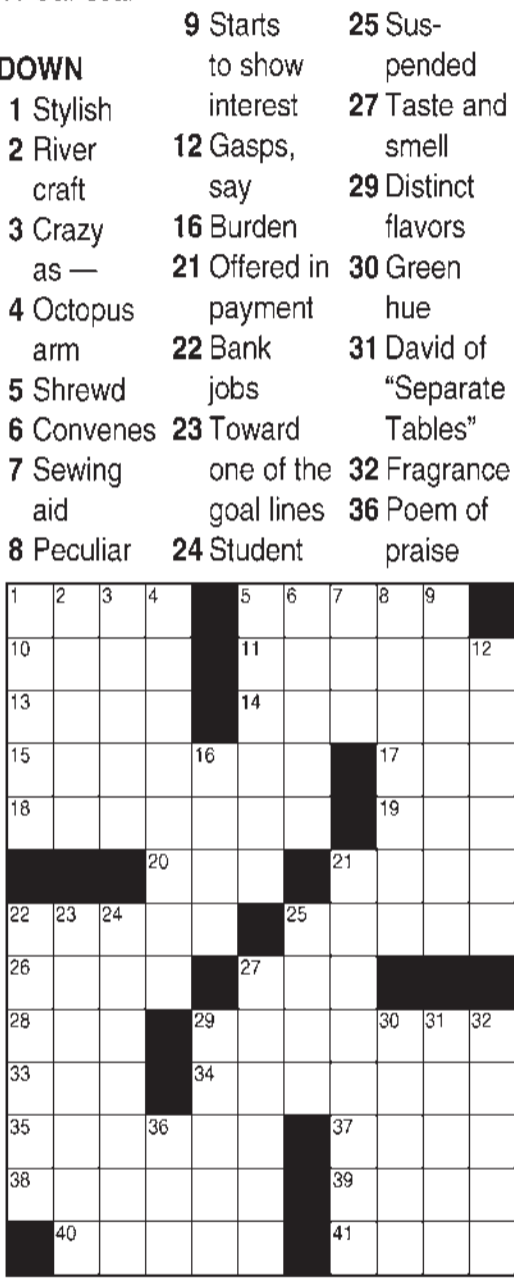 DOWN
1 Stylish
2 River
craft
3 Crazy
as —
4 Octopus
arm
5 Shrewd
6 Convenes
7 Sewing
aid
8 Peculiar
9 Starts
to show
interest
12 Gasps,
say
16 Burden
21 Offered in
payment
22 Bank
jobs
23 Toward
one of the
goal lines
24 Student
25 Sus-
pended
27 Taste and
smell
29 Distinct
flavors
30 Green
hue
31 David of
“Separate
Tables”
32 Fragrance
36 Poem of
praise
1 2 3 4 5 6 7 8 9
10 11 12
13 14
15 16 17
18 19
20 21
22 23 24 25
26 27
28 29 30 31 32
33 34
35 36 37
38 39
40 41